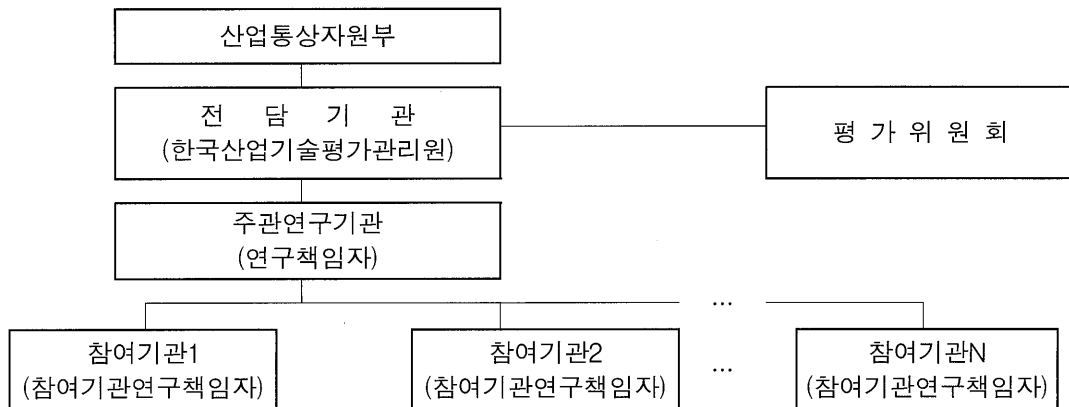 산업통상자원부
전 담 기 관
(한국산업기술평가관리원)
평 가 위 원 회
주관연구기관
(연구책임자)
...
참여기관1
(참여기관연구책임자)
참여기관2
(참여기관연구책임자)
...
참여기관N
(참여기관연구책임자)